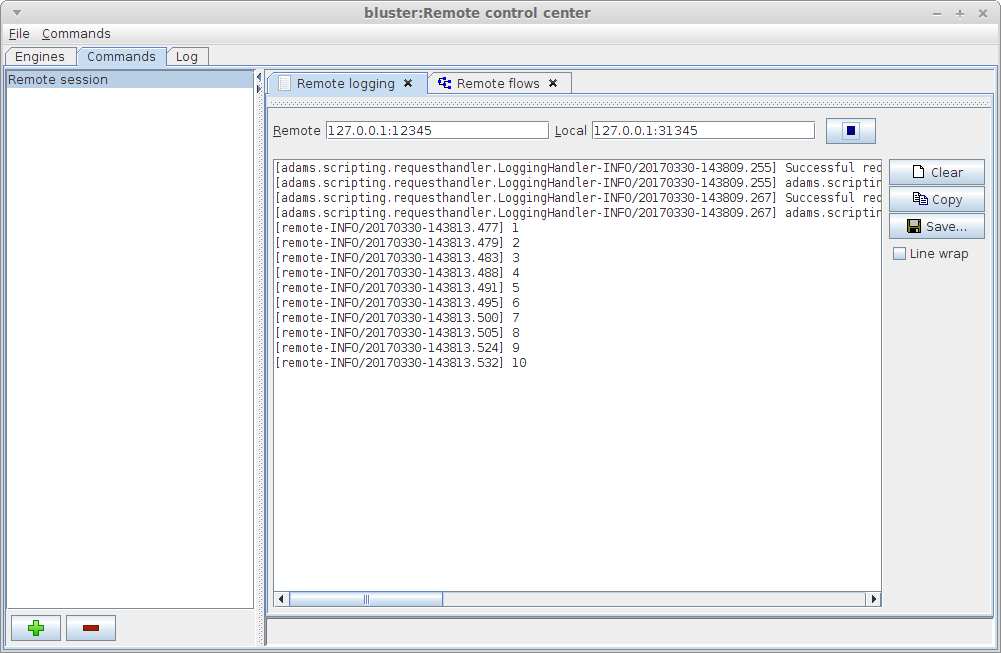 bluster:Remote control center
File Commands
Engines Commands Log
Remote session
Remote logging Remote flows
Remote 127.0.0.1:12345 Local 127.0.0.1:31345
[adams.scripting.requesthandler.LoggingHandler-INFO/20170330-143809.255] Successful req
[adams.scripting.requesthandler.LoggingHandler-INFO/20170330-143809.255] adams.scriptin
[adams.scripting.requesthandler.LoggingHandler-INFO/20170330-143809.267] Successful req
[adams.scripting.requesthandler.LoggingHandler-INFO/20170330-143809.267] adams.scriptin
[remote-INFO/20170330-143813.477] 1
[remote-INFO/20170330-143813.479] 2
[remote-INFO/20170330-143813.483] 3
[remote-INFO/20170330-143813.488] 4
[remote-INFO/20170330-143813.491] 5
[remote-INFO/20170330-143813.495] 6
[remote-INFO/20170330-143813.500] 7
[remote-INFO/20170330-143813.505] 8
[remote-INFO/20170330-143813.524] 9
[remote-INFO/20170330-143813.532] 10
Clear
Copy
Save...
Line wrap